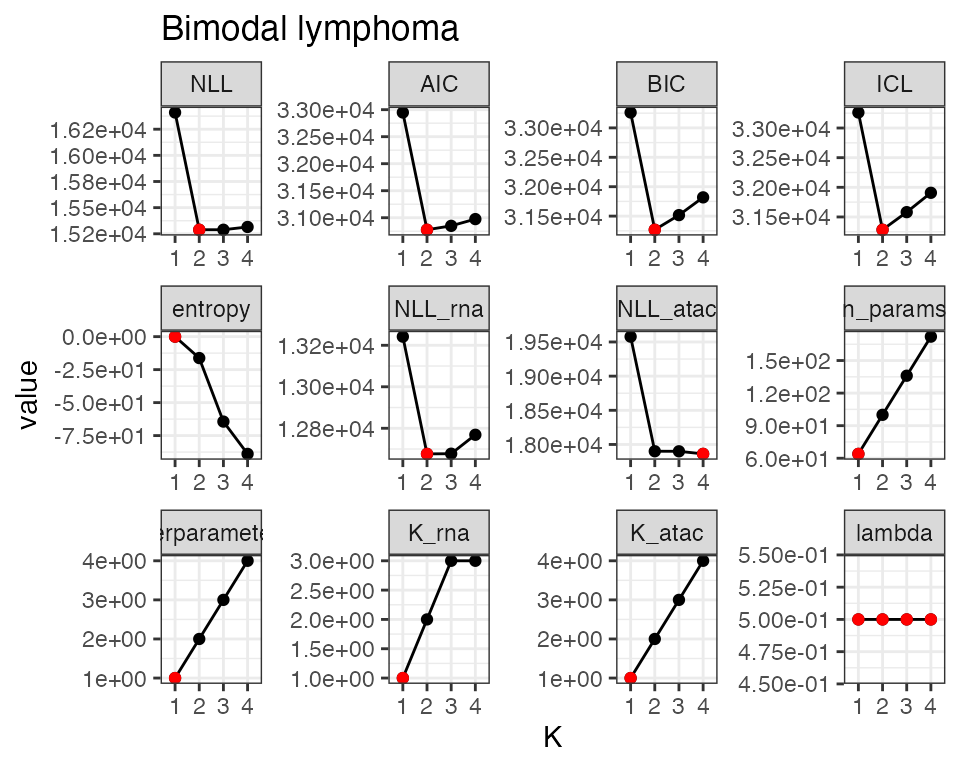 Bimodal lymphoma
NLL AIC BIC ICL
1.62e+04
1.60e+04
1.58e+04
1.55e+04
1.52e+04
1 2 3 4
3.30e+04
3.25e+04
3.20e+04
3.15e+04
3.10e+04
1 2 3 4
3.30e+04
3.25e+04
3.20e+04
3.15e+04
1 2 3 4
3.30e+04
3.25e+04
3.20e+04
3.15e+04
1 2 3 4
entropy NLL_rna NLL_atac n_params
0.0e+00
-2.5e+01
-5.0e+01
-7.5e+01
1 2 3 4
1.32e+04
1.30e+04
1.28e+04
1 2 3 4
1.95e+04
1.90e+04
1.85e+04
1.80e+04
1 2 3 4
1.5e+02
1.2e+02
9.0e+01
6.0e+01
1 2 3 4
erparamete K_rna K_atac lambda
4e+00
3e+00
2e+00
1e+00
1 2 3 4
3.0e+00
2.5e+00
2.0e+00
1.5e+00
1.0e+00
1 2 3 4
4e+00
3e+00
2e+00
1e+00
1 2 3 4
5.50e-01
5.25e-01
5.00e-01
4.75e-01
4.50e-01
1 2 3 4
value
K